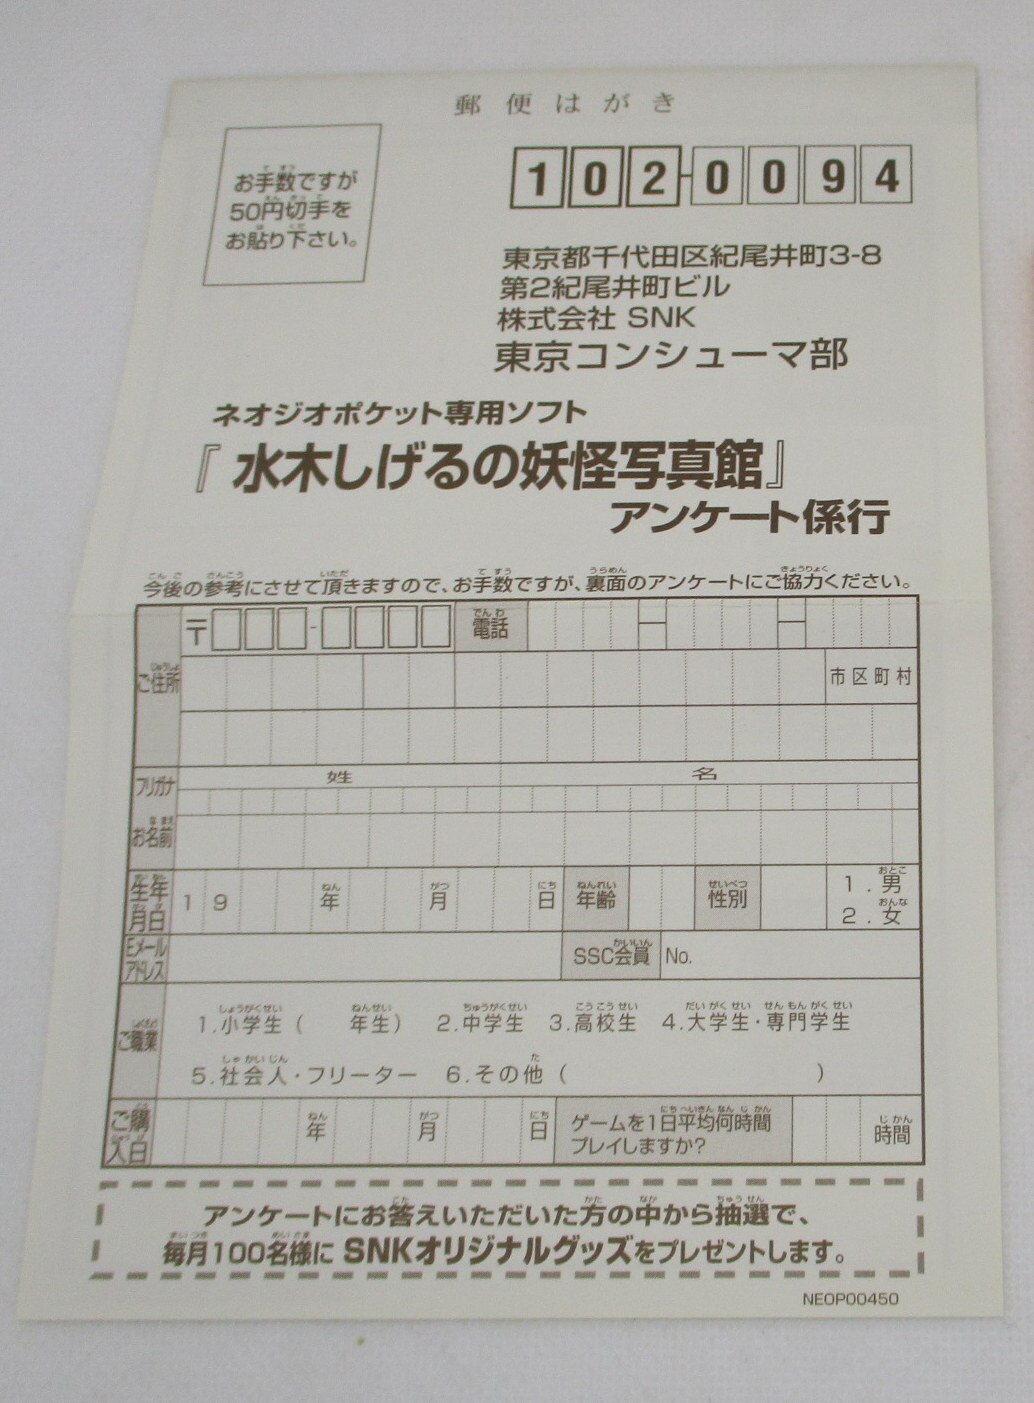 郵便はがき
お手数ですが
50円切手を
お貼り下さい。
102-0094
東京都千代田区紀尾井町3-8
第2紀尾井町ビル
株式会社 SNK
東京コンシューマ部
ネオジオポケット専用ソフト
『水木しげるの妖怪写真館』
アンケート係行
今後の参考にさせて頂きますので、お手数ですが、裏面のアンケートにご協力ください。
ご住所 〒 - 電話
市区町村
フリガナ 姓 名
お名前
生年月日 19 年 月 日 年齢 性別 1.男 2.女
Eメールアドレス SSC会員 No.
ご職業 1.小学生( 年生) 2.中学生 3.高校生 4.大学生・専門学生
5.社会人・フリーター 6.その他( )
ご購入日 年 月 日 ゲームを1日平均何時間プレイしますか? 時間
アンケートにお答えいただいた方の中から抽選で、
毎月100名様に SNKオリジナルグッズをプレゼントします。
NEOP00450